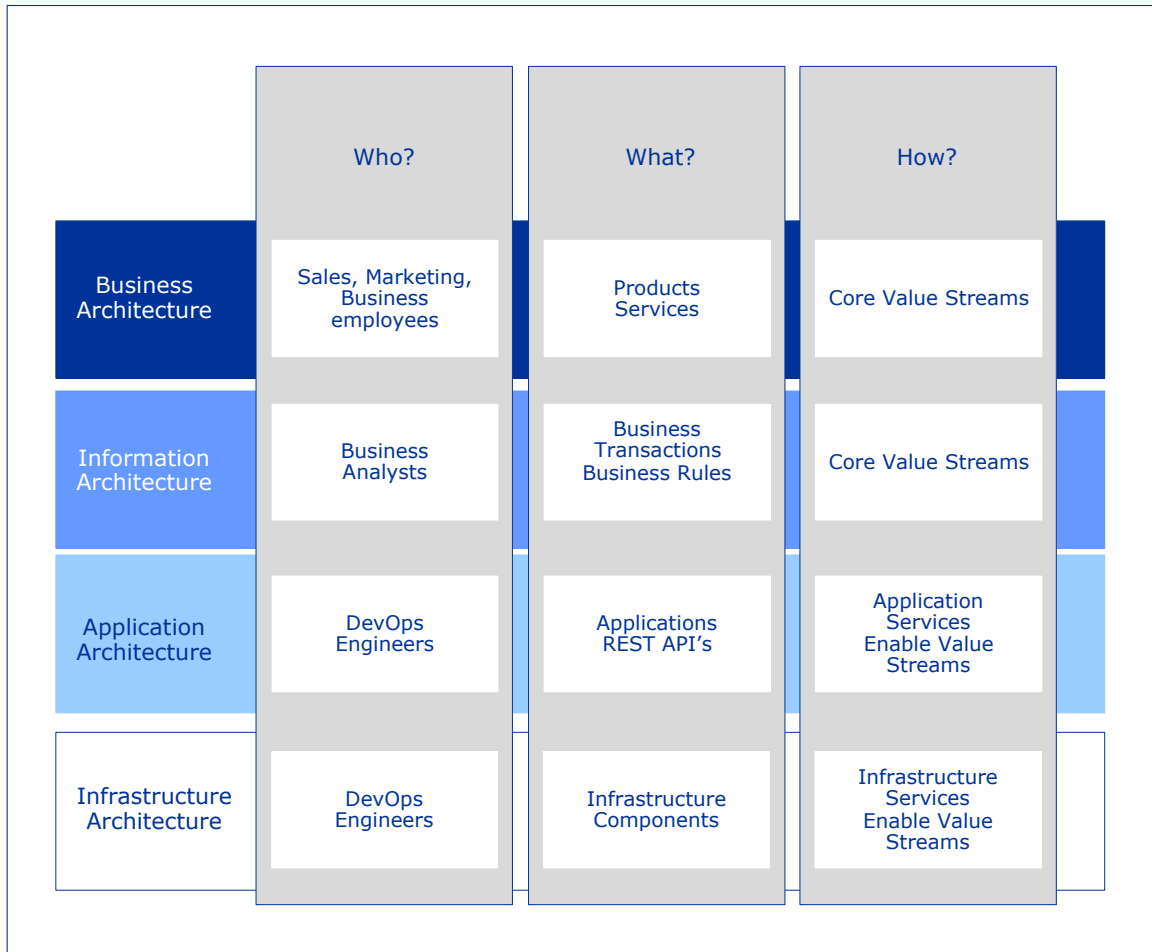 Who?
What?
How?
Business
Architecture
Sales, Marketing,
Business
employees
Products
Services
Core Value Streams
Information
Architecture
Business
Analysts
Business
Transactions
Business Rules
Core Value Streams
Application
Architecture
DevOps
Engineers
Applications
REST API’s
Application
Services
Enable Value
Streams
Infrastructure
Architecture
DevOps
Engineers
Infrastructure
Components
Infrastructure
Services
Enable Value
Streams